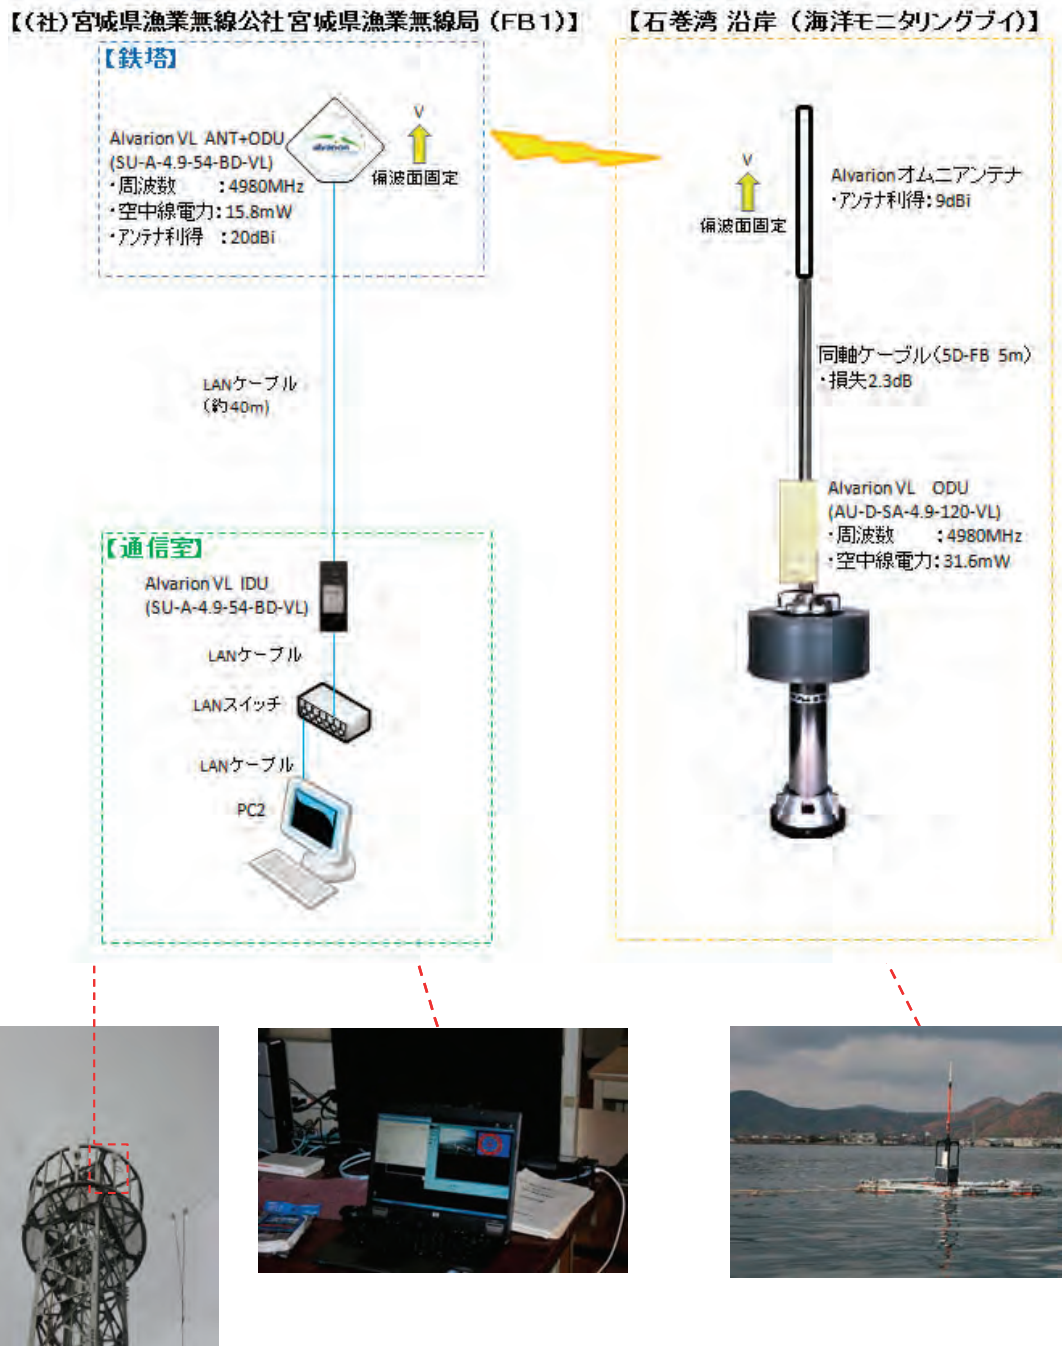 【(社)宮城県漁業無線公社 宮城県漁業無線局 (FB1)】
【鉄塔】
Alvarion VL ANT+ODU
(SU-A-4.9-54-BD-VL)
・周波数 :4980MHz
・空中線電力:15.8mW
・アンテナ利得 :20dBi
alvarion
V
偏波面固定
LANケーブル
(約40m)
【通信室】
Alvarion VL IDU
(SU-A-4.9-54-BD-VL)
LANケーブル
LANスイッチ
LANケーブル
PC2
【石巻湾 沿岸 (海洋モニタリングブイ)】
V
偏波面固定
Alvarionオムニアンテナ
・アンテナ利得:9dBi
同軸ケーブル(5D-FB 5m)
・損失2.3dB
Alvarion VL ODU
(AU-D-SA-4.9-120-VL)
・周波数 :4980MHz
・空中線電力:31.6mW